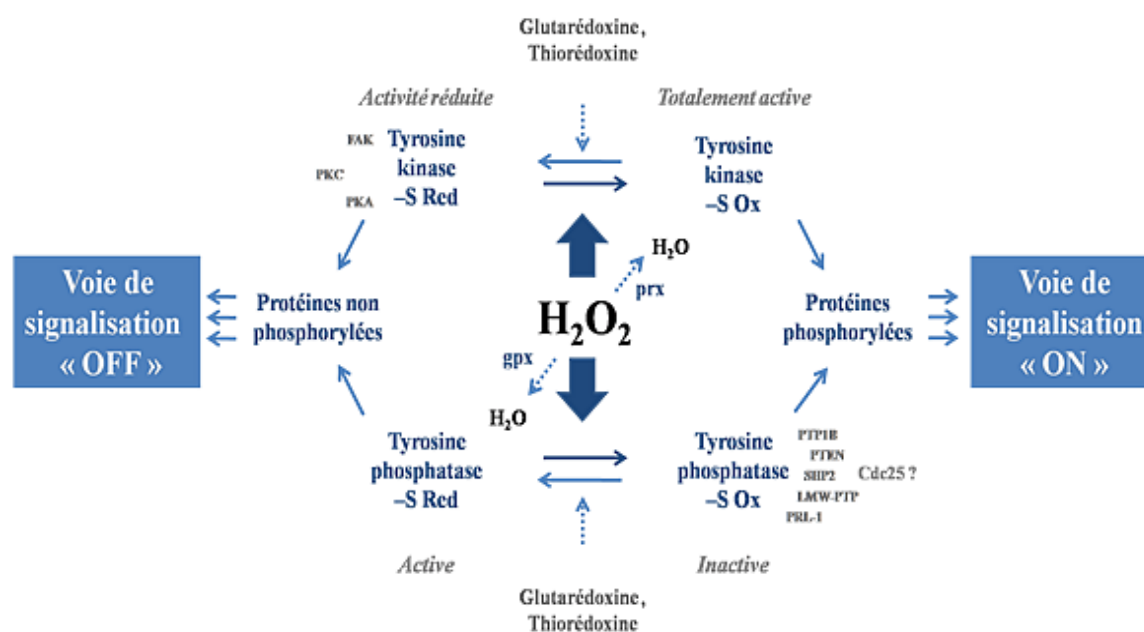 Glutarédoxine,
Thiorédoxine
Activité réduite
Totalement active
FAK
PKC
PKA
Tyrosine
kinase
–S Red
Tyrosine
kinase
–S Ox
H₂O
prx
Voie de
signalisation
« OFF »
Protéines non
phosphorylées
H₂O₂
Protéines
phosphorylées
Voie de
signalisation
« ON »
gpx
H₂O
Tyrosine
phosphatase
–S Red
Tyrosine
phosphatase
–S Ox
PTP1B
PTEN
SHP2
Cdc25 ?
LMW-PTP
PRL-1
Active
Inactive
Glutarédoxine,
Thiorédoxine